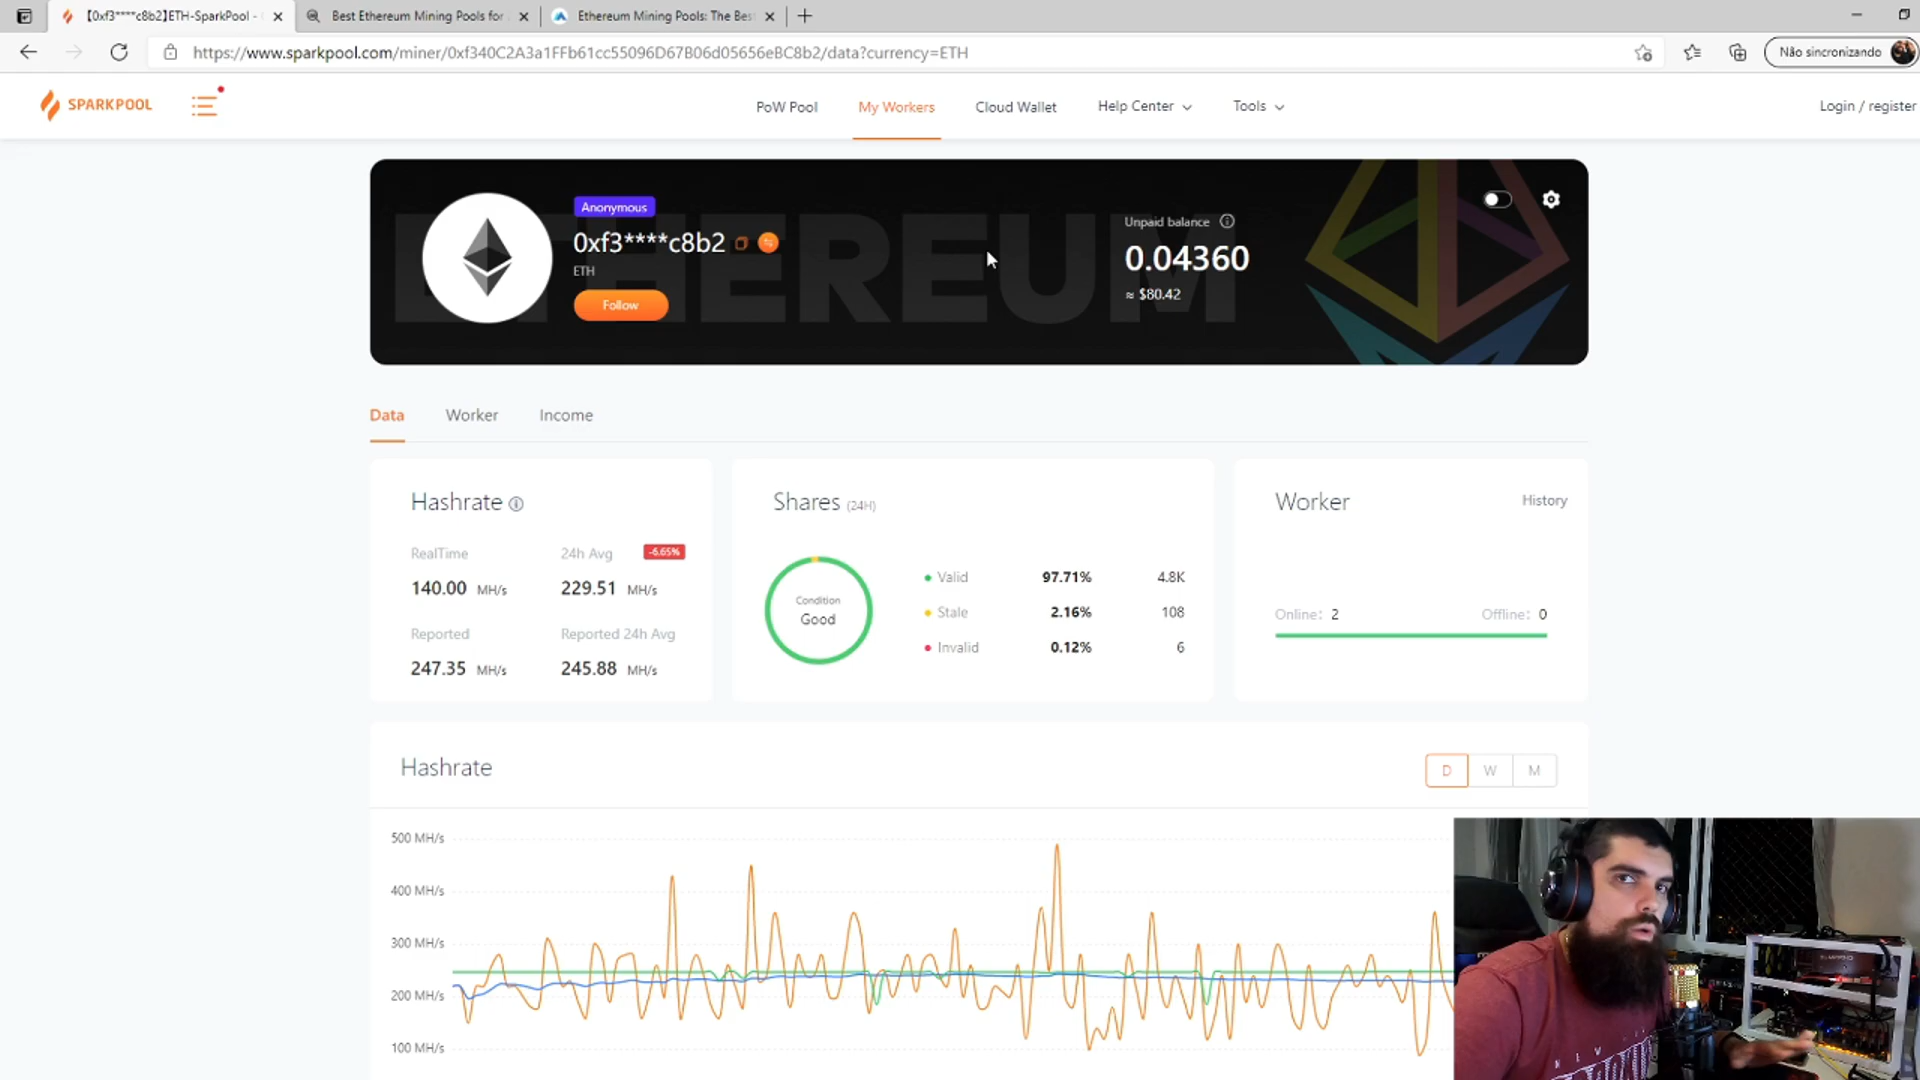 【0xf3****c8b2】ETH-SparkPool -
Best Ethereum Mining Pools for
Ethereum Mining Pools: The Bes
https://www.sparkpool.com/miner/0xf340C2A3a1FFb61cc55096D67B06d05656eBC8b2/data?currency=ETH
Não sincronizando
SPARKPOOL
PoW Pool
My Workers
Cloud Wallet
Help Center
Tools
Login / register
ETHEREUM
Anonymous
0xf3****c8b2
ETH
Follow
Unpaid balance
0.04360
≈ $80.42
Data
Worker
Income
Hashrate
RealTime
24h Avg
-6.65%
140.00 MH/s
229.51 MH/s
Reported
Reported 24h Avg
247.35 MH/s
245.88 MH/s
Shares (24H)
Condition
Good
Valid 97.71% 4.8K
Stale 2.16% 108
Invalid 0.12% 6
Worker
History
Online: 2
Offline: 0
Hashrate
D W M
500 MH/s
400 MH/s
300 MH/s
200 MH/s
100 MH/s